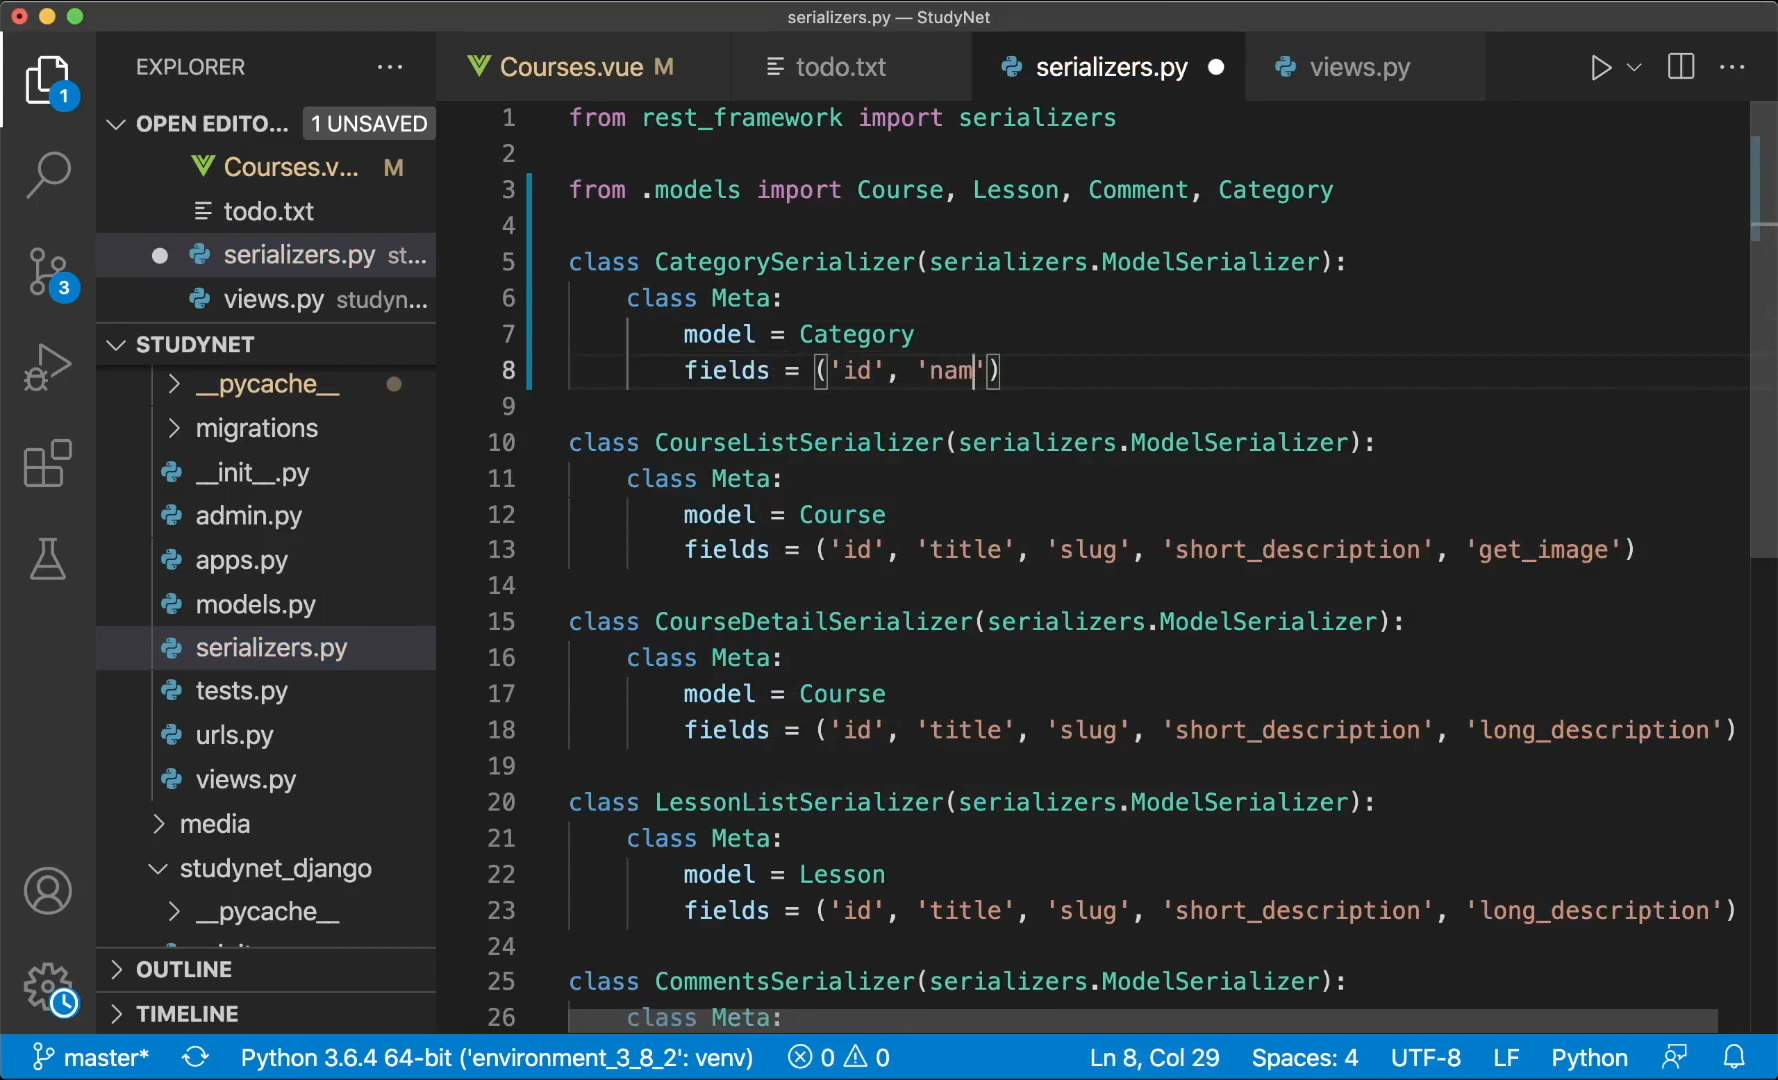 serializers.py — StudyNet
EXPLORER
Courses.vue M
todo.txt
serializers.py
views.py
1
OPEN EDITO... 1 UNSAVED
Courses.v... M
todo.txt
serializers.py st...
views.py studyn...
3
STUDYNET
__pycache__
migrations
__init__.py
admin.py
apps.py
models.py
serializers.py
tests.py
urls.py
views.py
media
studynet_django
__pycache__
OUTLINE
TIMELINE
1 from rest_framework import serializers
2
3 from .models import Course, Lesson, Comment, Category
4
5 class CategorySerializer(serializers.ModelSerializer):
6 class Meta:
7 model = Category
8 fields = ('id', 'nam')
9
10 class CourseListSerializer(serializers.ModelSerializer):
11 class Meta:
12 model = Course
13 fields = ('id', 'title', 'slug', 'short_description', 'get_image')
14
15 class CourseDetailSerializer(serializers.ModelSerializer):
16 class Meta:
17 model = Course
18 fields = ('id', 'title', 'slug', 'short_description', 'long_description')
19
20 class LessonListSerializer(serializers.ModelSerializer):
21 class Meta:
22 model = Lesson
23 fields = ('id', 'title', 'slug', 'short_description', 'long_description')
24
25 class CommentsSerializer(serializers.ModelSerializer):
26 class Meta:
master* Python 3.6.4 64-bit ('environment_3_8_2': venv) 0 0 Ln 8, Col 29 Spaces: 4 UTF-8 LF Python